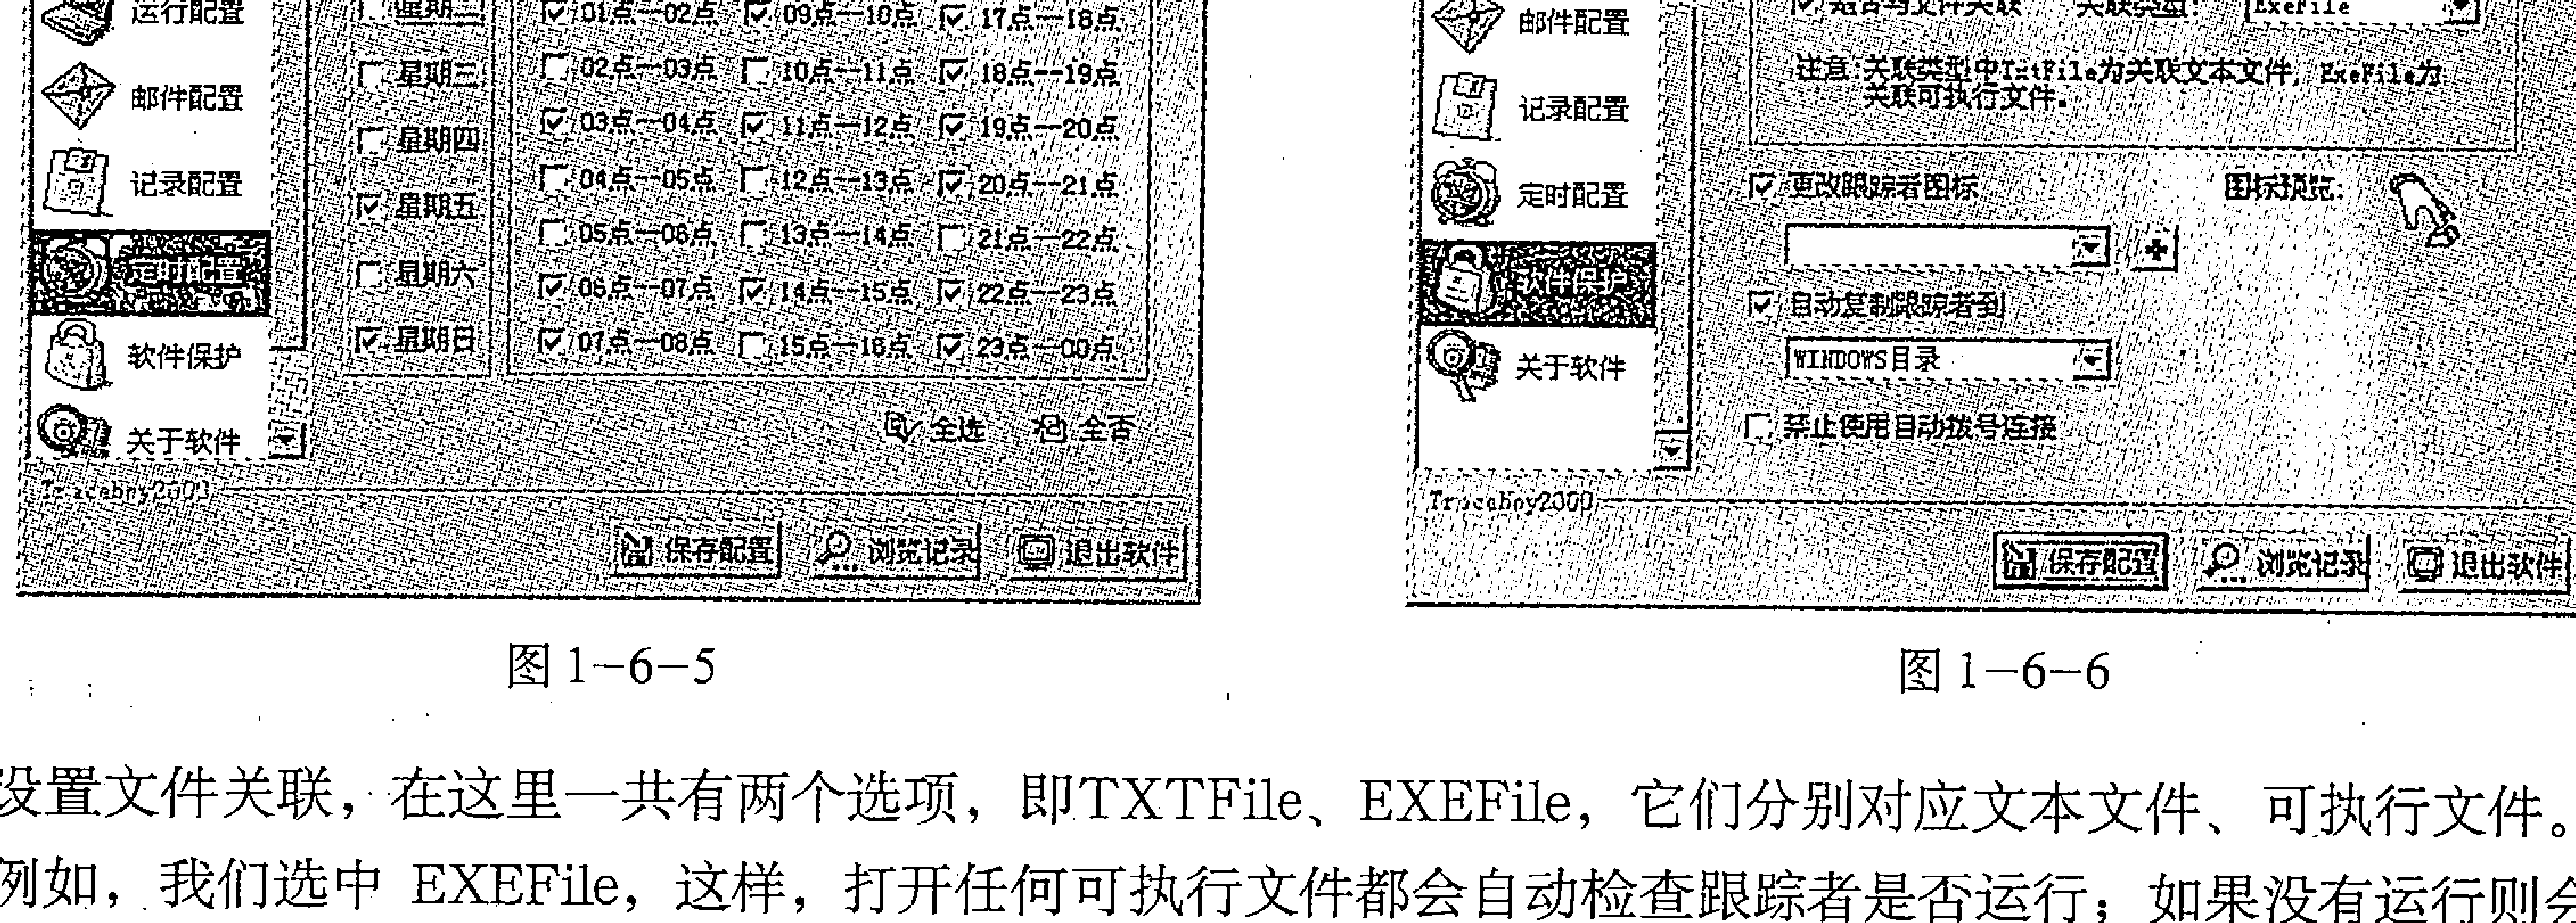 运行配置
邮件配置
记录配置
定时配置
软件保护
关于软件
星期三
星期四
星期五
星期六
星期日
01点—02点 09点—10点 17点—18点
02点—03点 10点—11点 18点--19点
03点—04点 11点—12点 19点—20点
04点—05点 12点—13点 20点--21点
05点—06点 13点—14点 21点—22点
06点—07点 14点—15点 22点—23点
07点—08点 15点—16点 23点—00点
全选 全否
Traceboy2000
保存配置 浏览记录 退出软件
图 1-6-5
邮件配置
记录配置
定时配置
软件保护
关于软件
是否与文件关联 关联类型: ExeFile
注意:关联类型中TxtFile为关联文本文件, ExeFile为
关联可执行文件。
更改跟踪者图标 图标预览:
自动复制跟踪者到
WINDOWS目录
禁止使用自动拨号连接
Traceboy2000
保存配置 浏览记录 退出软件
图 1-6-6
设置文件关联，在这里一共有两个选项，即TXTFile、EXEFile，它们分别对应文本文件、可执行文件。
例如，我们选中 EXEFile，这样，打开任何可执行文件都会自动检查跟踪者是否运行；如果没有运行则会